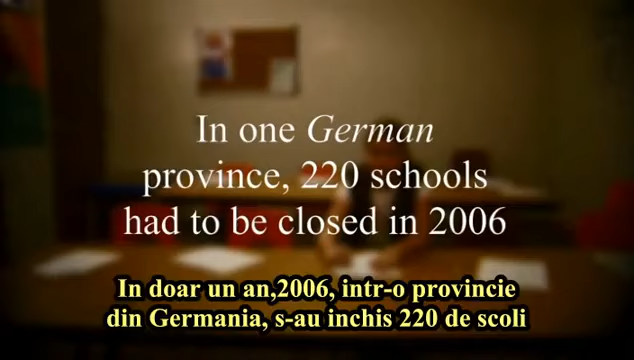 In one German
province, 220 schools
had to be closed in 2006
In doar un an,2006, intr-o provincie
din Germania, s-au inchis 220 de scoli